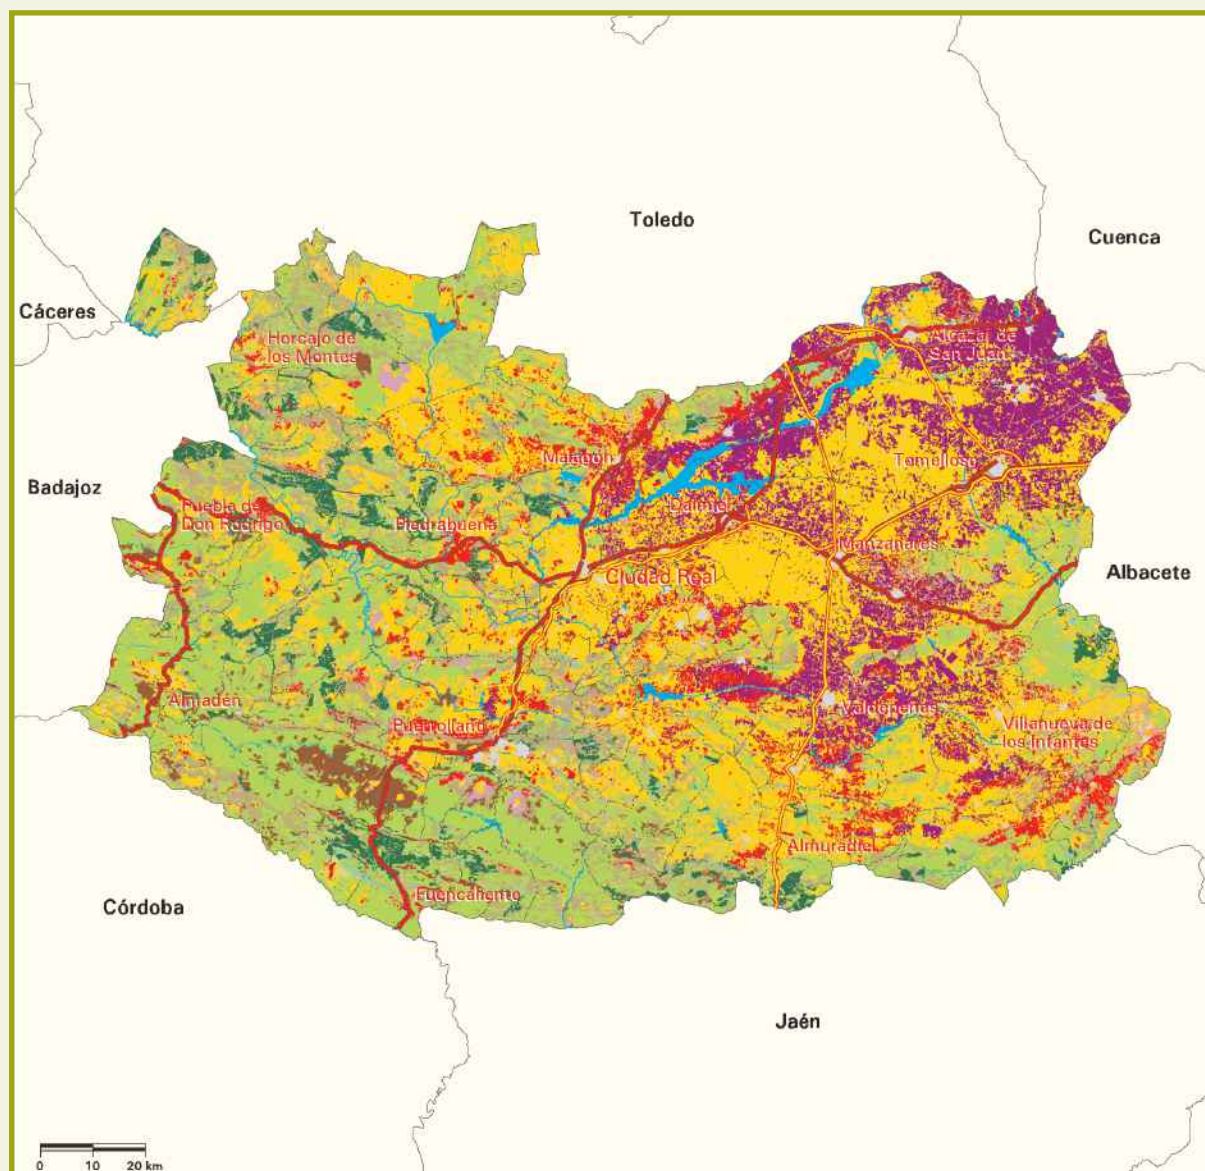 Toledo
Cuenca
Cáceres
Horcajo de
los Montes
Alcázar de
San Juan
Malagón
Tomelloso
Badajoz
Puebla de
Don Rodrigo
Piedrabuena
Daimiel
Manzanares
Ciudad Real
Albacete
Almadén
Puertollano
Valdepeñas
Villanueva de
los Infantes
Almuradiel
Fuencaliente
Córdoba
Jaén
0 10 20 km